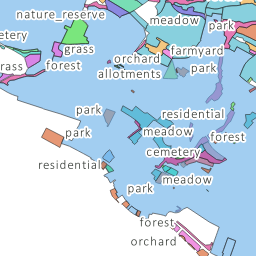 nature_reserve
meadow
park
etery
grass
farmyard
orchard
rass
forest
allotments
park
park
residential
park
meadow
forest
cemetery
residential
meadow
park
forest
orchard